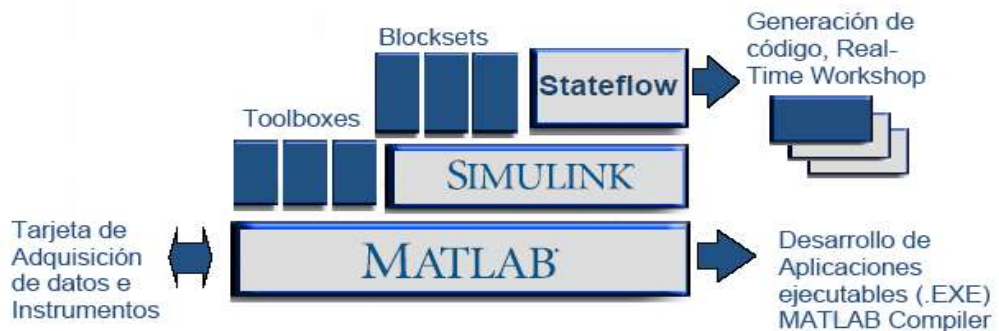 Blocksets
Generación de
código, Real-
Time Workshop
Stateflow
Toolboxes
SIMULINK
Tarjeta de
Adquisición
de datos e
Instrumentos
MATLAB
Desarrollo de
Aplicaciones
ejecutables (.EXE)
MATLAB Compiler